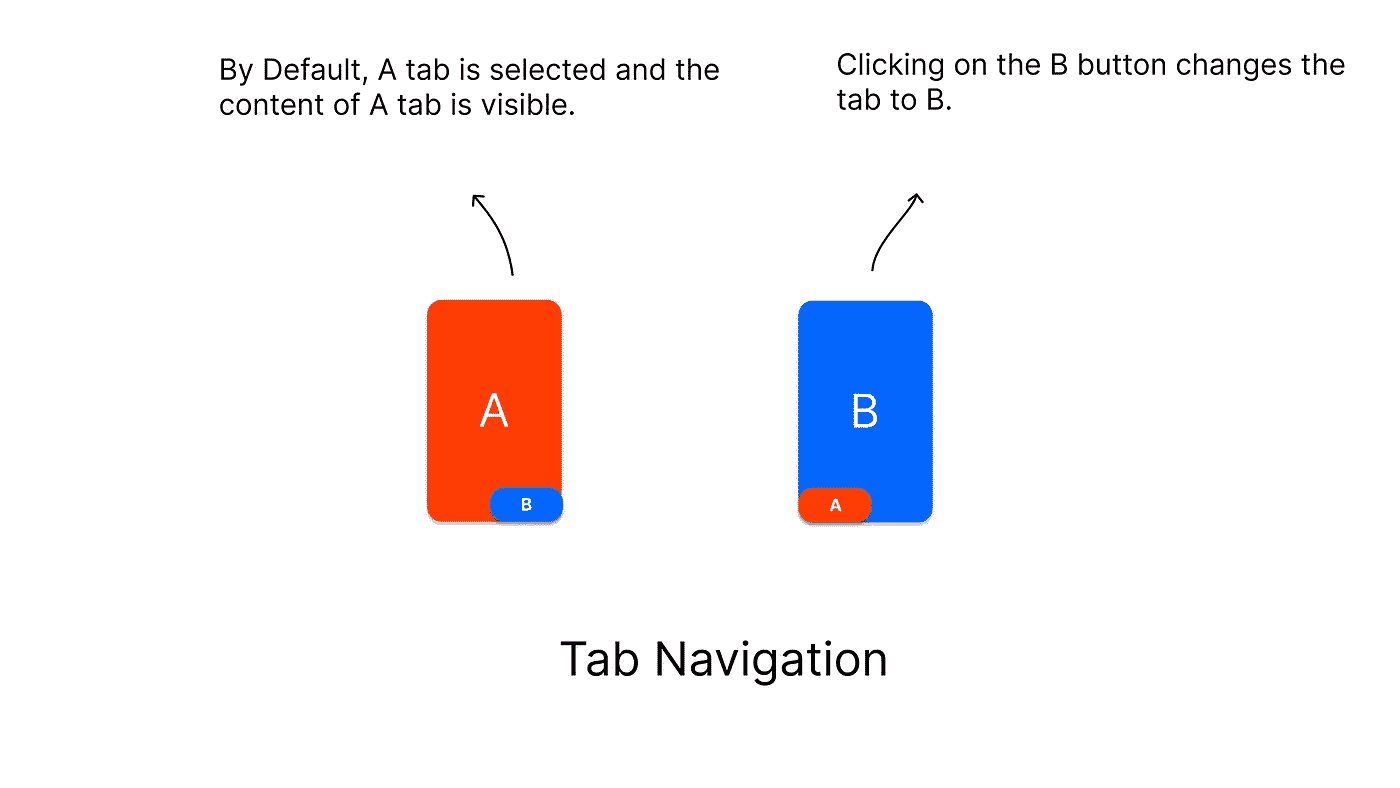 By Default, A tab is selected and the
content of A tab is visible.
Clicking on the B button changes the
tab to B.
A
B
B
A
Tab Navigation